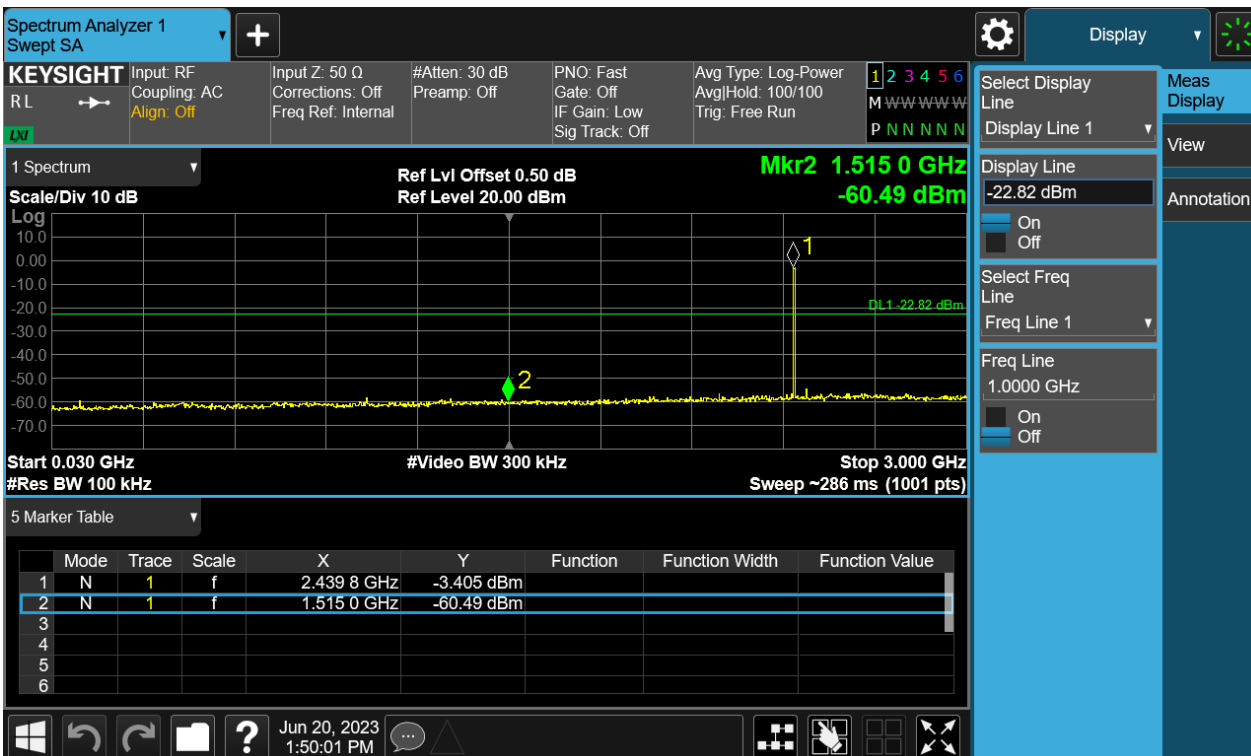 Spectrum Analyzer 1
Swept SA
+
Display
KEYSIGHT
RL
LXI
Input: RF
Coupling: AC
Align: Off
Input Z: 50 Ω
Corrections: Off
Freq Ref: Internal
#Atten: 30 dB
Preamp: Off
PNO: Fast
Gate: Off
IF Gain: Low
Sig Track: Off
Avg Type: Log-Power
Avg|Hold: 100/100
Trig: Free Run
1 2 3 4 5 6
M W W W W W
P N N N N N
1 Spectrum
Scale/Div 10 dB
Ref Lvl Offset 0.50 dB
Ref Level 20.00 dBm
Mkr2 1.515 0 GHz
-60.49 dBm
Log
10.0
0.00
-10.0
-20.0
-30.0
-40.0
-50.0
-60.0
-70.0
1
DL1 -22.82 dBm
2
Start 0.030 GHz
#Video BW 300 kHz
Stop 3.000 GHz
#Res BW 100 kHz
Sweep ~286 ms (1001 pts)
5 Marker Table
Mode Trace Scale X Y Function Function Width Function Value
1 N 1 f 2.439 8 GHz -3.405 dBm
2 N 1 f 1.515 0 GHz -60.49 dBm
3
4
5
6
Select Display
Line
Display Line 1
Display Line
-22.82 dBm
On
Off
Select Freq
Line
Freq Line 1
Freq Line
1.0000 GHz
On
Off
Meas
Display
View
Annotation
?
Jun 20, 2023
1:50:01 PM